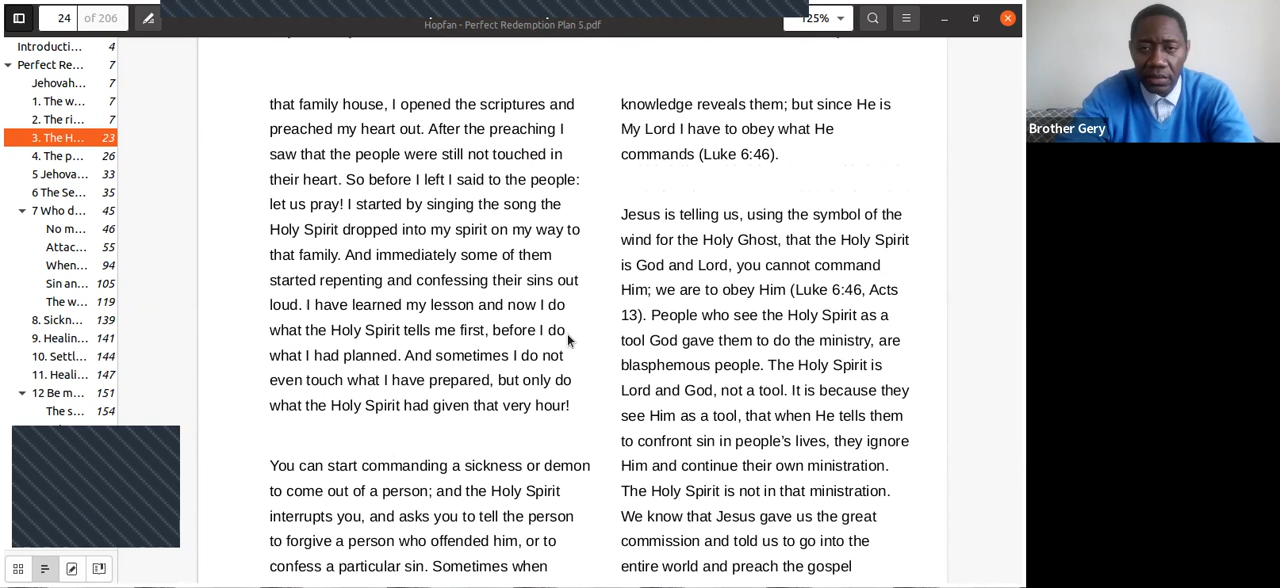 24
of 206
Hopfan - Perfect Redemption Plan 5.pdf
125%
Introducti... 4
Perfect Re... 7
Jehovah... 7
1. The w... 7
2. The ri... 7
3. The H... 23
4. The p... 26
5 Jehova... 33
6 The Se... 35
7 Who d... 45
No m... 46
Attac... 55
When... 94
Sin an... 105
The w... 119
8. Sickn... 139
9. Healin... 141
10. Settl... 144
11. Heali... 147
12 Be m... 151
The s... 154
that family house, I opened the scriptures and
preached my heart out. After the preaching I
saw that the people were still not touched in
their heart. So before I left I said to the people:
let us pray! I started by singing the song the
Holy Spirit dropped into my spirit on my way to
that family. And immediately some of them
started repenting and confessing their sins out
loud. I have learned my lesson and now I do
what the Holy Spirit tells me first, before I do
what I had planned. And sometimes I do not
even touch what I have prepared, but only do
what the Holy Spirit had given that very hour!
You can start commanding a sickness or demon
to come out of a person; and the Holy Spirit
interrupts you, and asks you to tell the person
to forgive a person who offended him, or to
confess a particular sin. Sometimes when
knowledge reveals them; but since He is
My Lord I have to obey what He
commands (Luke 6:46).
Jesus is telling us, using the symbol of the
wind for the Holy Ghost, that the Holy Spirit
is God and Lord, you cannot command
Him; we are to obey Him (Luke 6:46, Acts
13). People who see the Holy Spirit as a
tool God gave them to do the ministry, are
blasphemous people. The Holy Spirit is
Lord and God, not a tool. It is because they
see Him as a tool, that when He tells them
to confront sin in people's lives, they ignore
Him and continue their own ministration.
The Holy Spirit is not in that ministration.
We know that Jesus gave us the great
commission and told us to go into the
entire world and preach the gospel
Brother Gery